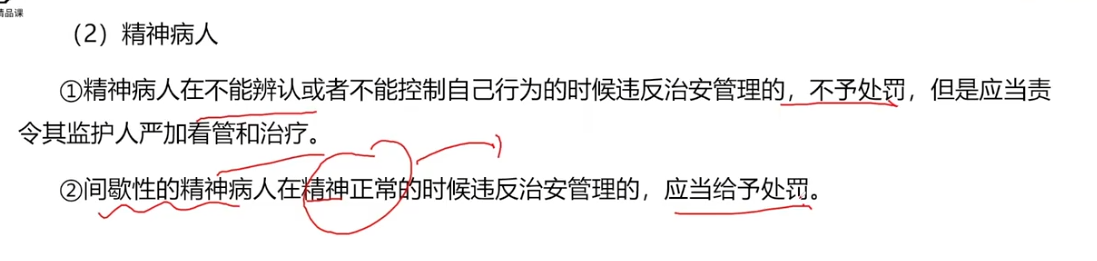 精品课
（2）精神病人
①精神病人在不能辨认或者不能控制自己行为的时候违反治安管理的，不予处罚，但是应当责
令其监护人严加看管和治疗。
②间歇性的精神病人在精神正常的时候违反治安管理的，应当给予处罚。